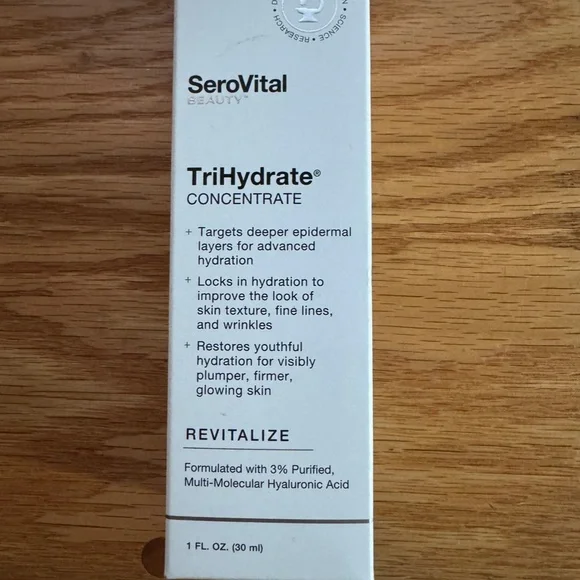 SCIENCE • RESEARCH • D
SeroVital
BEAUTY™
TriHydrate®
CONCENTRATE
+ Targets deeper epidermal
layers for advanced
hydration
+ Locks in hydration to
improve the look of
skin texture, fine lines,
and wrinkles
+ Restores youthful
hydration for visibly
plumper, firmer,
glowing skin
REVITALIZE
Formulated with 3% Purified,
Multi-Molecular Hyaluronic Acid
1 FL. OZ. (30 ml)